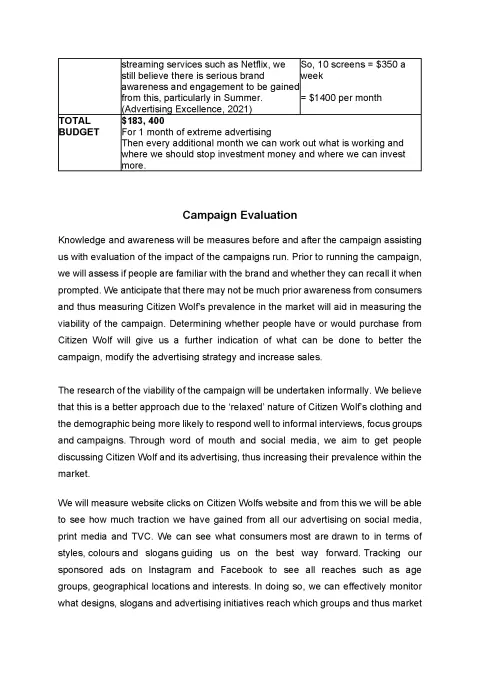 streaming services such as Netflix, we
still believe there is serious brand
awareness and engagement to be gained
from this, particularly in Summer.
(Advertising Excellence, 2021)
So, 10 screens = $350 a
week
= $1400 per month
TOTAL
BUDGET
$183, 400
For 1 month of extreme advertising
Then every additional month we can work out what is working and
where we should stop investment money and where we can invest
more.
Campaign Evaluation
Knowledge and awareness will be measures before and after the campaign assisting
us with evaluation of the impact of the campaigns run. Prior to running the campaign,
we will assess if people are familiar with the brand and whether they can recall it when
prompted. We anticipate that there may not be much prior awareness from consumers
and thus measuring Citizen Wolf's prevalence in the market will aid in measuring the
viability of the campaign. Determining whether people have or would purchase from
Citizen Wolf will give us a further indication of what can be done to better the
campaign, modify the advertising strategy and increase sales.
The research of the viability of the campaign will be undertaken informally. We believe
that this is a better approach due to the 'relaxed' nature of Citizen Wolf's clothing and
the demographic being more likely to respond well to informal interviews, focus groups
and campaigns. Through word of mouth and social media, we aim to get people
discussing Citizen Wolf and its advertising, thus increasing their prevalence within the
market.
We will measure website clicks on Citizen Wolfs website and from this we will be able
to see how much traction we have gained from all our advertising on social media,
print media and TVC. We can see what consumers most are drawn to in terms of
styles, colours and slogans guiding us on the best way forward. Tracking our
sponsored ads on Instagram and Facebook to see all reaches such as age
groups, geographical locations and interests. In doing so, we can effectively monitor
what designs, slogans and advertising initiatives reach which groups and thus market